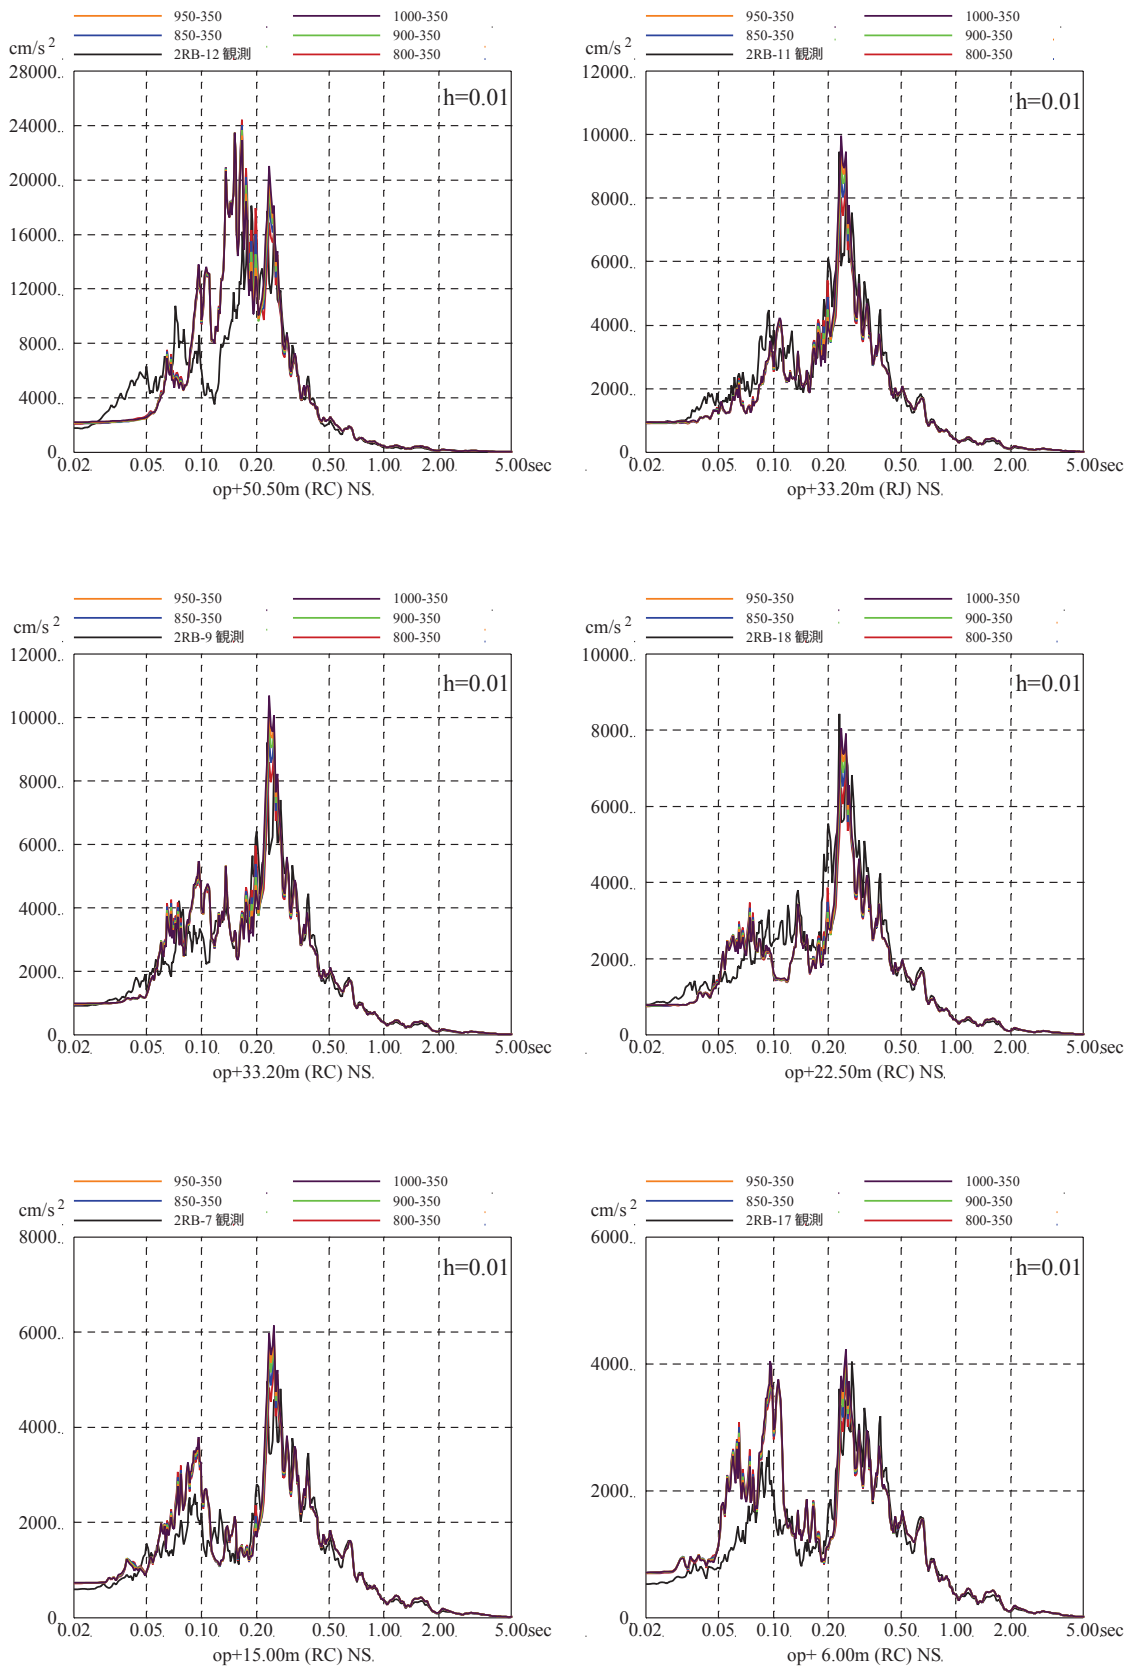 950-350 1000-350
850-350 900-350
2RB-12 観測 800-350
cm/s 2
28000
h=0.01
24000
20000
16000
12000
8000
4000
0
0.02 0.05 0.10 0.20 0.50 1.00 2.00 5.00sec
op+50.50m (RC) NS
950-350 1000-350
850-350 900-350
2RB-11 観測 800-350
cm/s 2
12000
h=0.01
10000
8000
6000
4000
2000
0
0.02 0.05 0.10 0.20 0.50 1.00 2.00 5.00sec
op+33.20m (RJ) NS
950-350 1000-350
850-350 900-350
2RB-9 観測 800-350
cm/s 2
12000
h=0.01
10000
8000
6000
4000
2000
0
0.02 0.05 0.10 0.20 0.50 1.00 2.00 5.00sec
op+33.20m (RC) NS
950-350 1000-350
850-350 900-350
2RB-18 観測 800-350
cm/s 2
10000
h=0.01
8000
6000
4000
2000
0
0.02 0.05 0.10 0.20 0.50 1.00 2.00 5.00sec
op+22.50m (RC) NS
950-350 1000-350
850-350 900-350
2RB-7 観測 800-350
cm/s 2
8000
h=0.01
6000
4000
2000
0
0.02 0.05 0.10 0.20 0.50 1.00 2.00 5.00sec
op+15.00m (RC) NS
950-350 1000-350
850-350 900-350
2RB-17 観測 800-350
cm/s 2
6000
h=0.01
4000
2000
0
0.02 0.05 0.10 0.20 0.50 1.00 2.00 5.00sec
op+ 6.00m (RC) NS